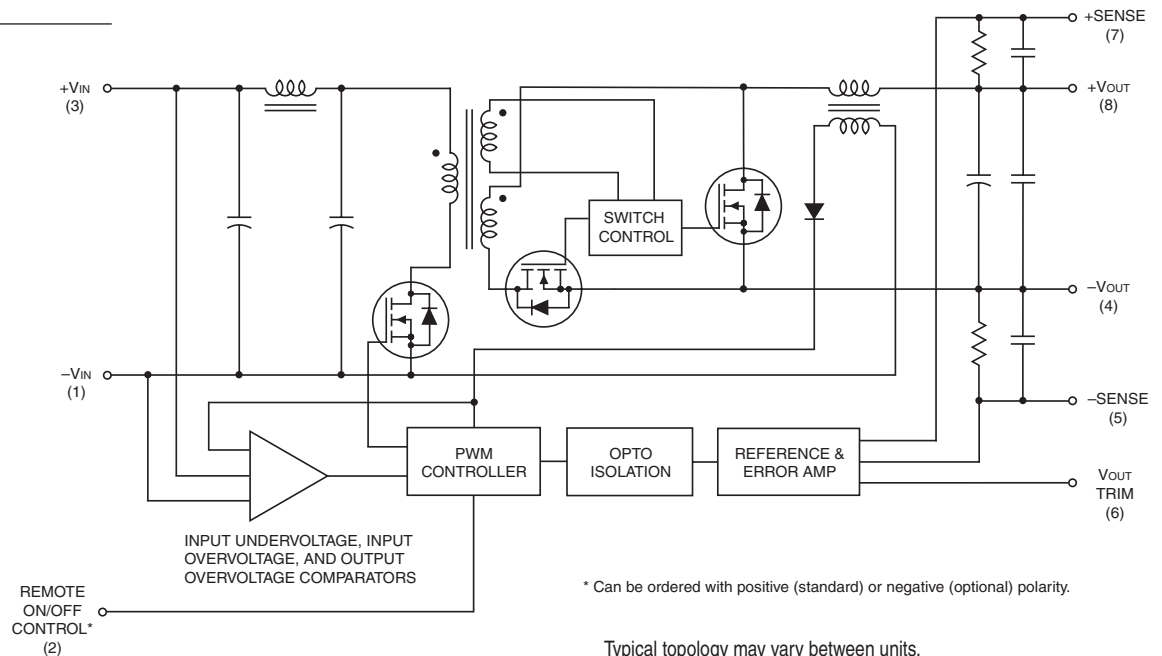 +SENSE
(7)
+VIN
(3)
+VOUT
(8)
SWITCH
CONTROL
–VOUT
(4)
–VIN
(1)
–SENSE
(5)
PWM
CONTROLLER
OPTO
ISOLATION
REFERENCE &
ERROR AMP
VOUT
TRIM
(6)
INPUT UNDERVOLTAGE, INPUT
OVERVOLTAGE, AND OUTPUT
OVERVOLTAGE COMPARATORS
REMOTE
ON/OFF
CONTROL*
(2)
* Can be ordered with positive (standard) or negative (optional) polarity.
Typical topology may vary between units.